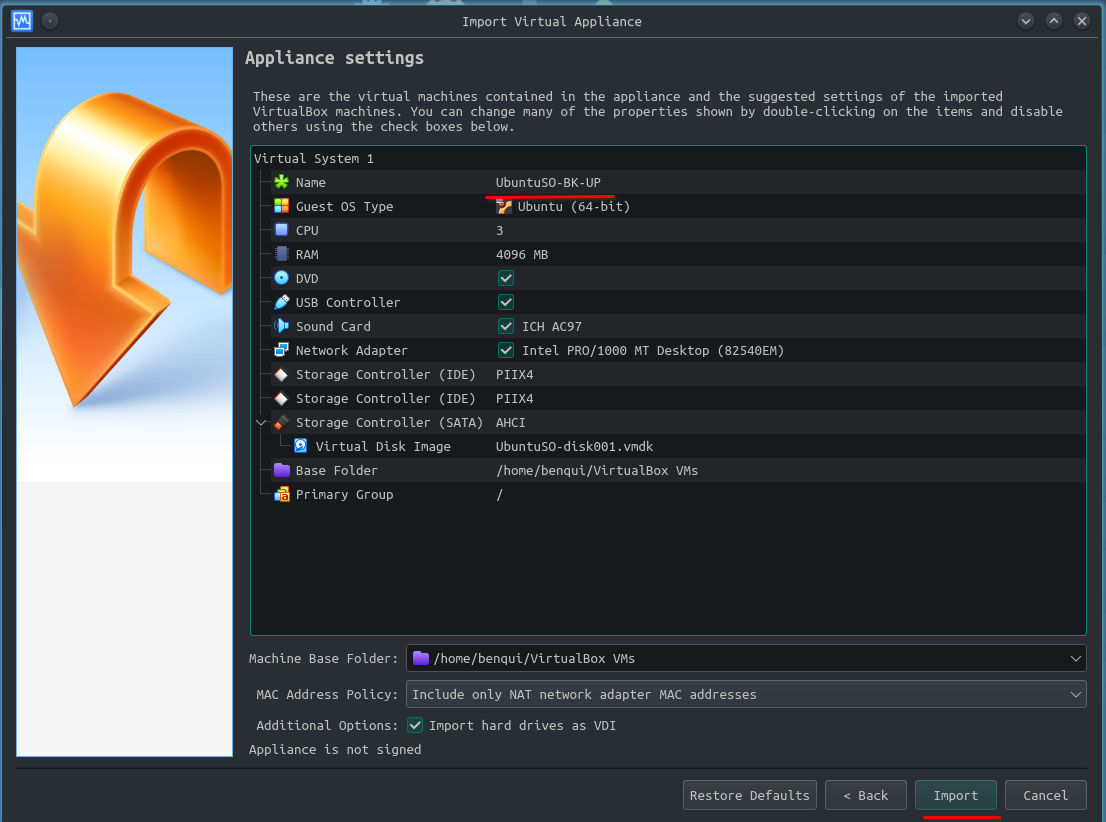 Import Virtual Appliance
Appliance settings
These are the virtual machines contained in the appliance and the suggested settings of the imported
VirtualBox machines. You can change many of the properties shown by double-clicking on the items and disable
others using the check boxes below.
Virtual System 1
Name UbuntuSO-BK-UP
Guest OS Type Ubuntu (64-bit)
CPU 3
RAM 4096 MB
DVD
USB Controller
Sound Card ICH AC97
Network Adapter Intel PRO/1000 MT Desktop (82540EM)
Storage Controller (IDE) PIIX4
Storage Controller (IDE) PIIX4
Storage Controller (SATA) AHCI
Virtual Disk Image UbuntuSO-disk001.vmdk
Base Folder /home/benqui/VirtualBox VMs
Primary Group /
Machine Base Folder: /home/benqui/VirtualBox VMs
MAC Address Policy: Include only NAT network adapter MAC addresses
Additional Options: Import hard drives as VDI
Appliance is not signed
Restore Defaults < Back Import Cancel